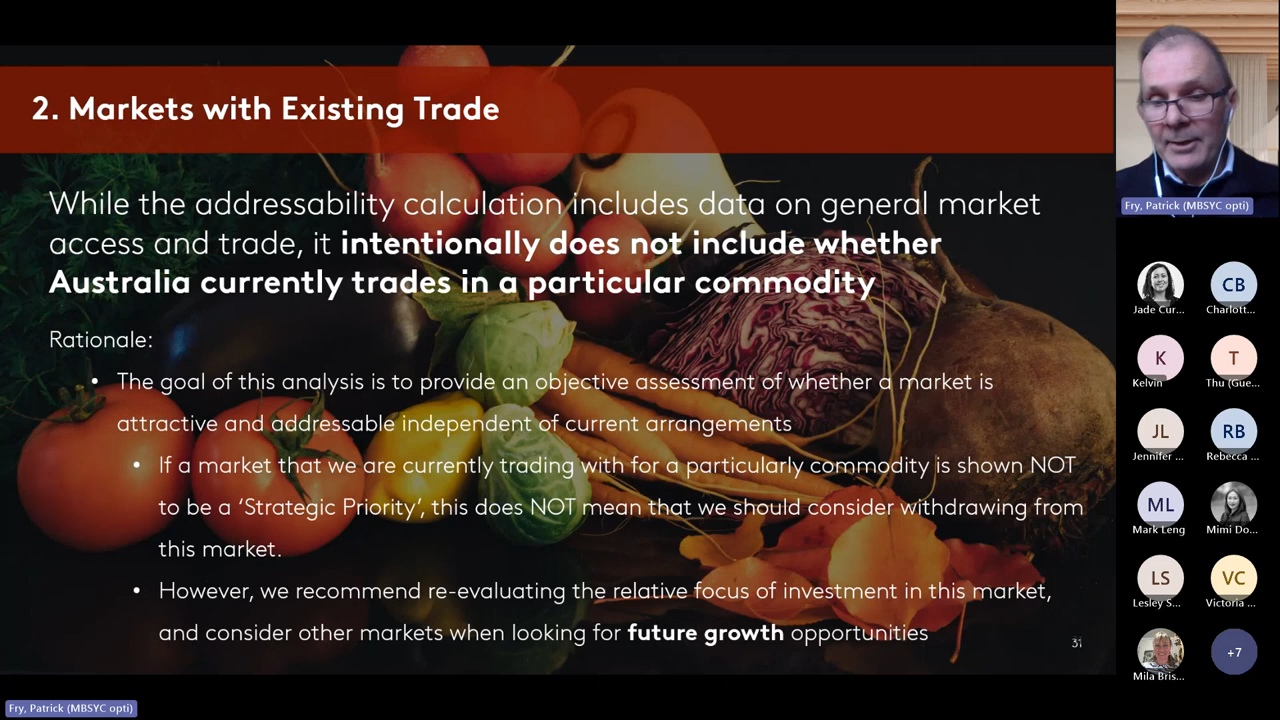 2. Markets with Existing Trade
While the addressability calculation includes data on general market
access and trade, it intentionally does not include whether
Australia currently trades in a particular commodity
Rationale:
• The goal of this analysis is to provide an objective assessment of whether a market is
attractive and addressable independent of current arrangements
• If a market that we are currently trading with for a particularly commodity is shown NOT
to be a ‘Strategic Priority’, this does NOT mean that we should consider withdrawing from
this market.
• However, we recommend re-evaluating the relative focus of investment in this market,
and consider other markets when looking for future growth opportunities
31
Fry, Patrick (MBSYC opti)
Fry, Patrick (MBSYC opti)
Jade Cur...
CB
Charlott...
K
Kelvin
T
Thu (Gue...
JL
Jennifer ...
RB
Rebecca ...
ML
Mark Leng
Mimi Do...
LS
Lesley S...
VC
Victoria ...
Mila Bris...
+7